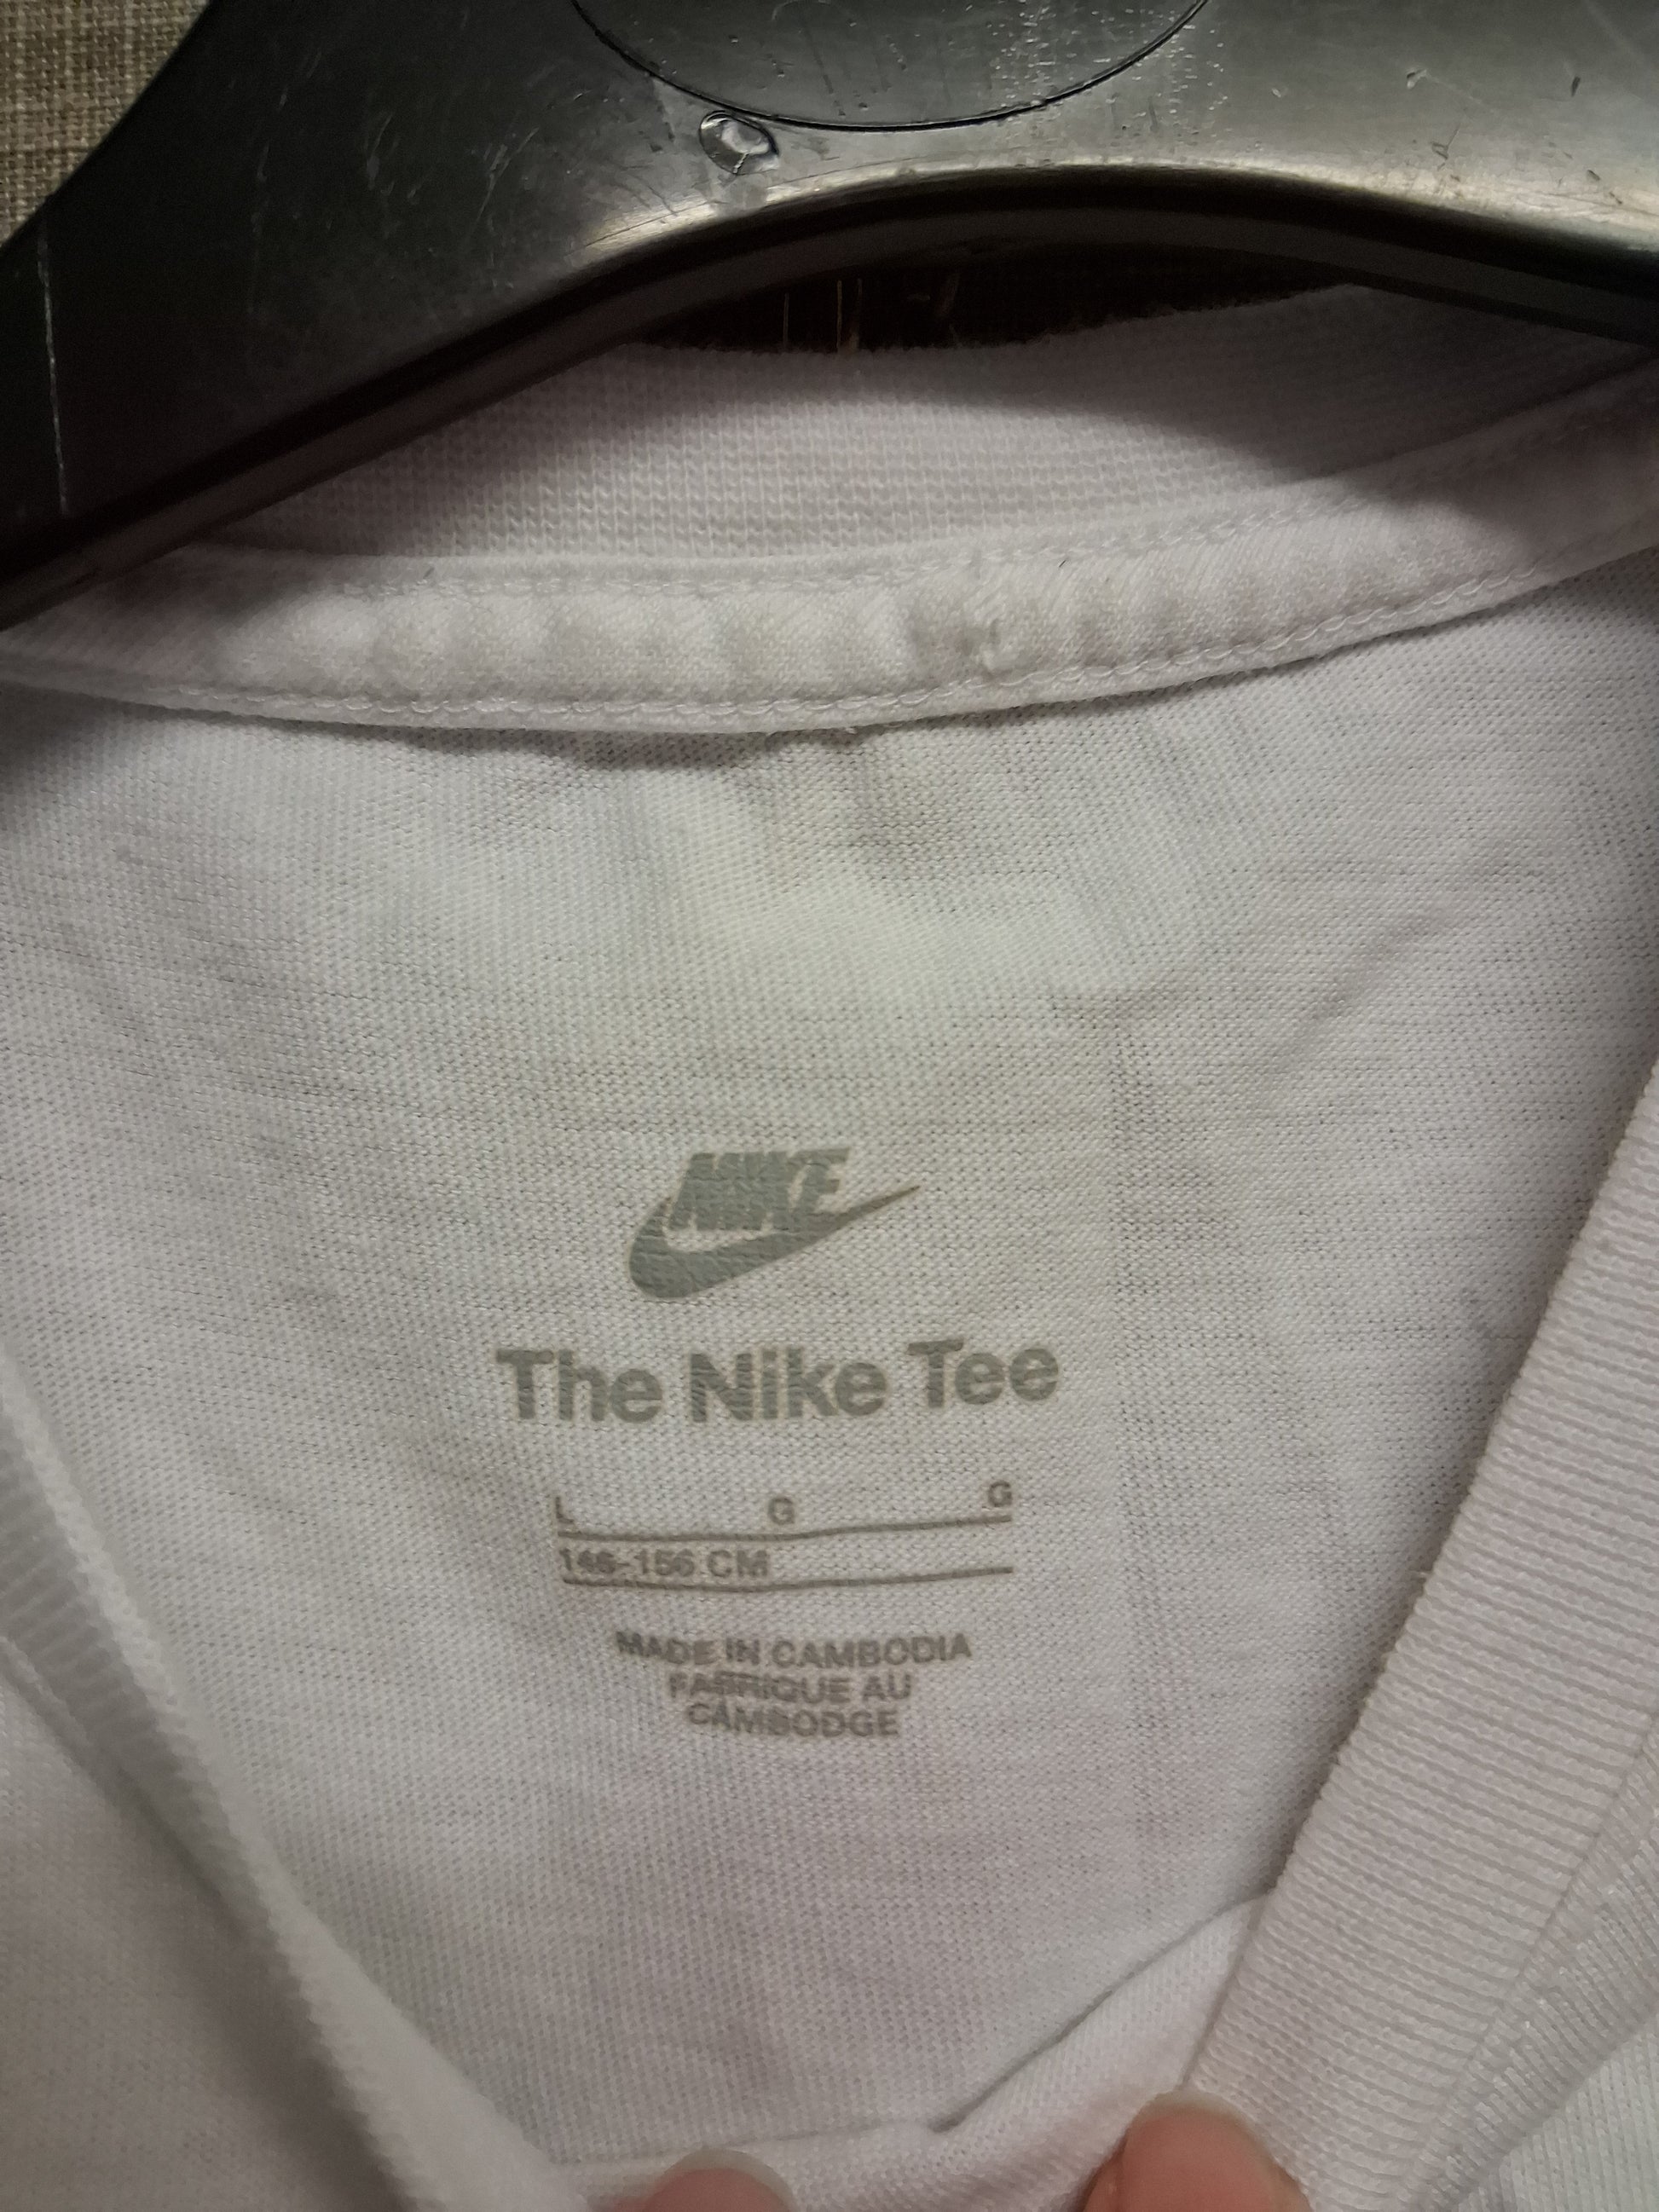 NIKE
The Nike Tee
L G G
146-156 CM
MADE IN CAMBODIA
FABRIQUE AU
CAMBODGE